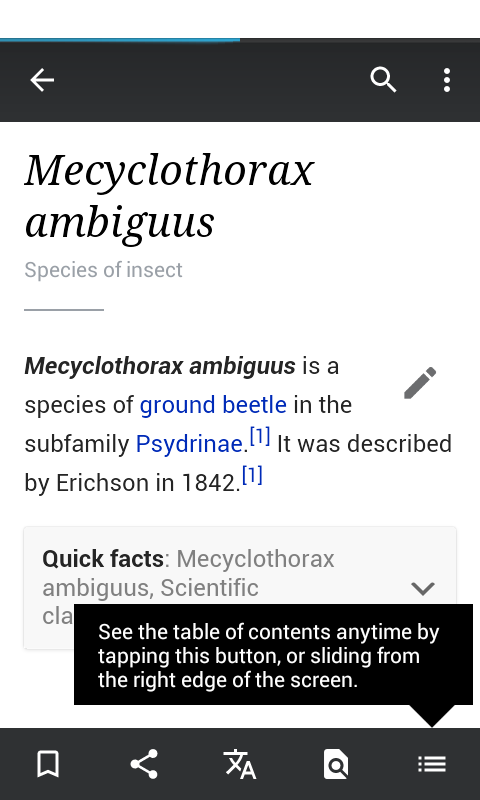 Mecyclothorax
ambiguus
Species of insect
Mecyclothorax ambiguus is a
species of ground beetle in the
subfamily Psydrinae.[1] It was described
by Erichson in 1842.[1]
Quick facts: Mecyclothorax
ambiguus, Scientific
cla
See the table of contents anytime by
tapping this button, or sliding from
the right edge of the screen.